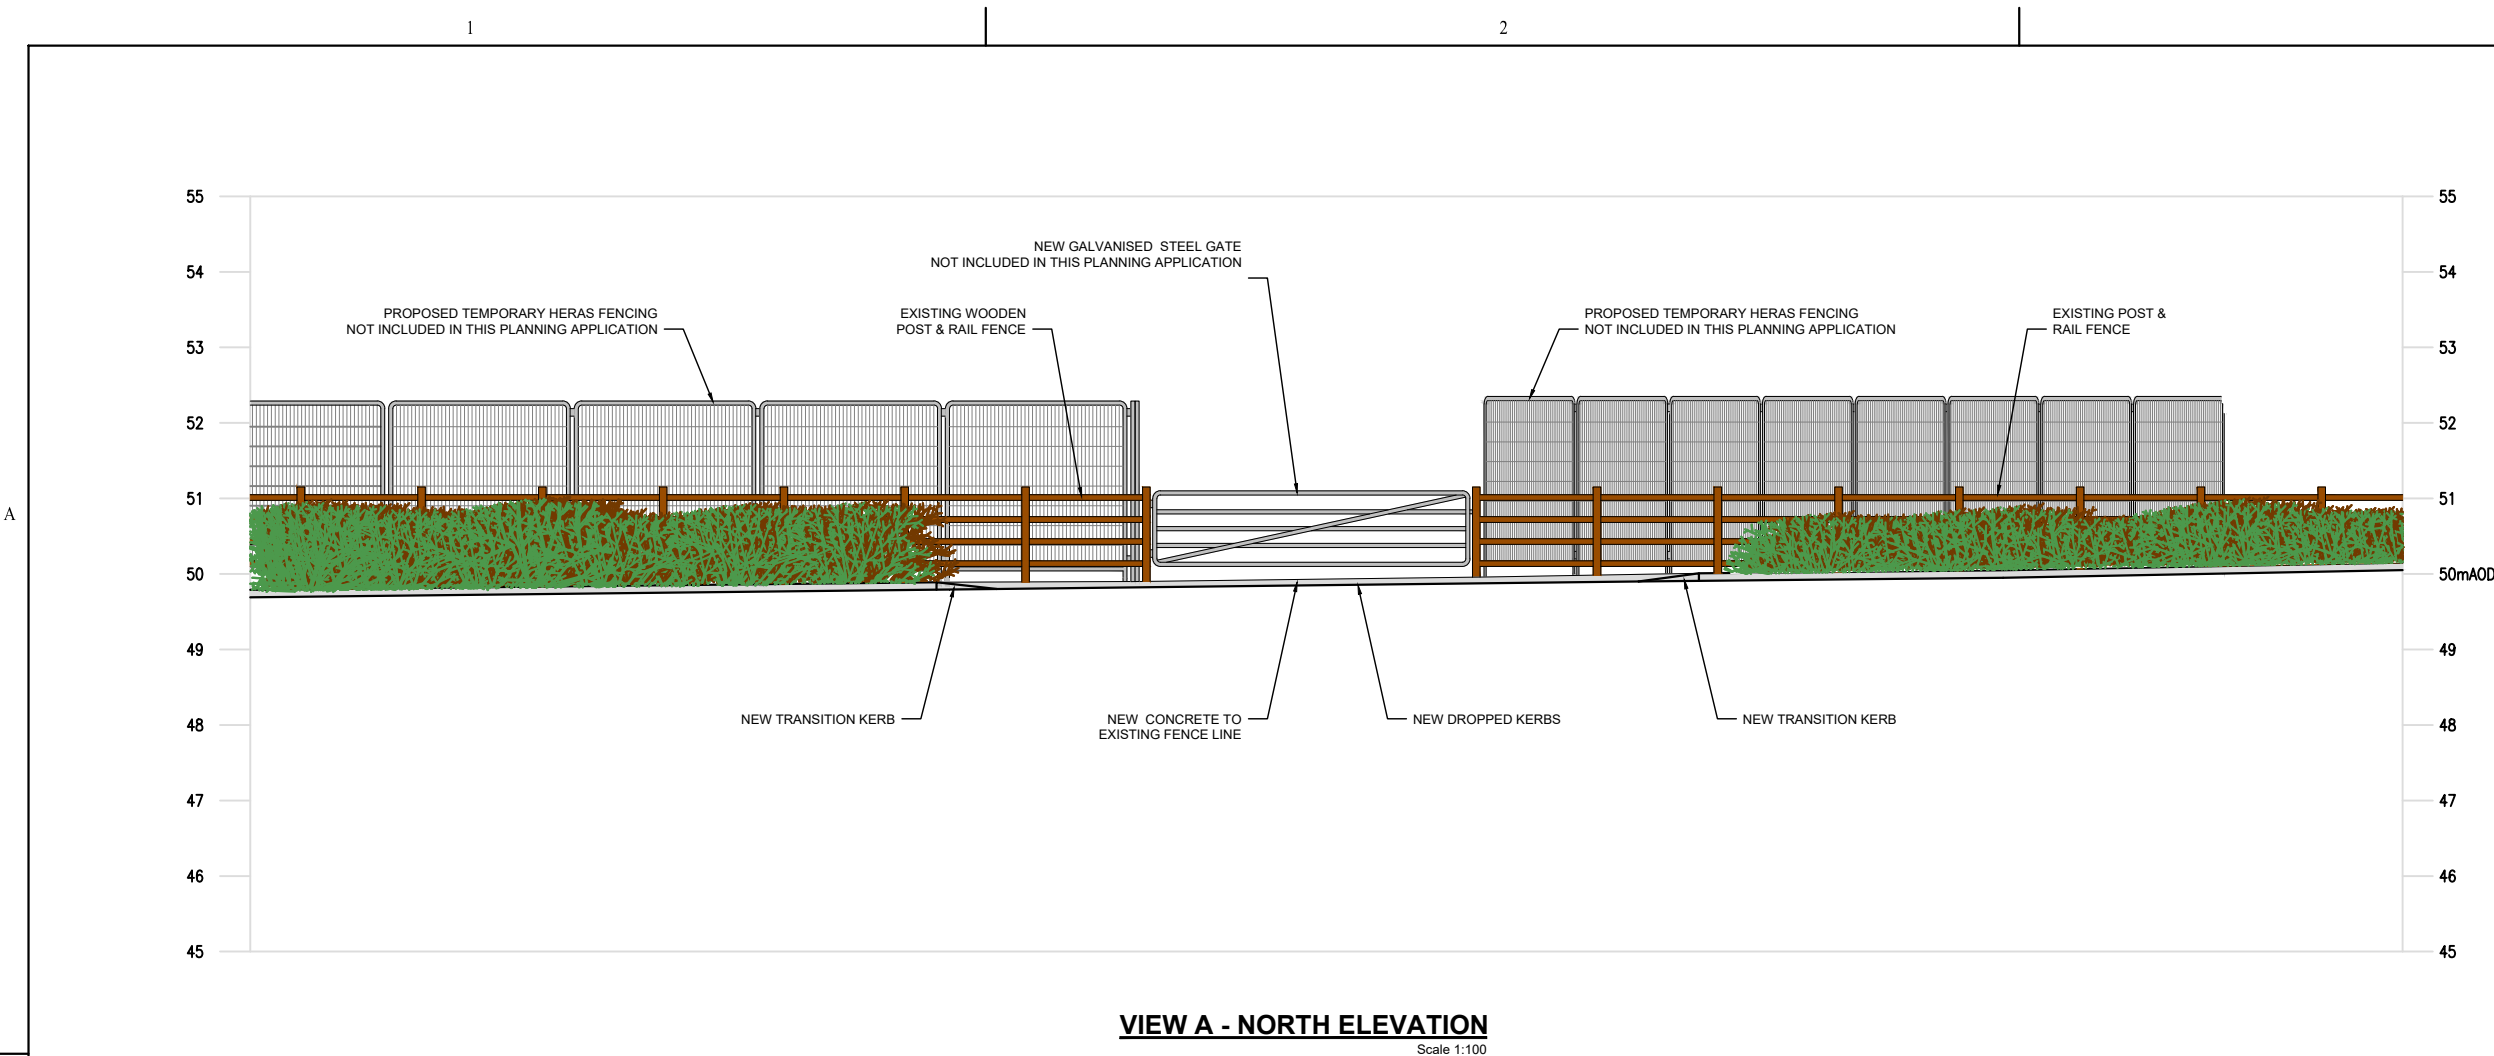 1
2
A
55
55
NEW GALVANISED STEEL GATE
NOT INCLUDED IN THIS PLANNING APPLICATION
54
54
PROPOSED TEMPORARY HERAS FENCING
NOT INCLUDED IN THIS PLANNING APPLICATION
EXISTING WOODEN
POST & RAIL FENCE
PROPOSED TEMPORARY HERAS FENCING
NOT INCLUDED IN THIS PLANNING APPLICATION
EXISTING POST &
RAIL FENCE
53
53
52
52
51
51
50
50mAOD
49
49
NEW TRANSITION KERB
NEW CONCRETE TO
EXISTING FENCE LINE
NEW DROPPED KERBS
NEW TRANSITION KERB
48
48
47
47
46
46
45
45
VIEW A - NORTH ELEVATION
Scale 1:100